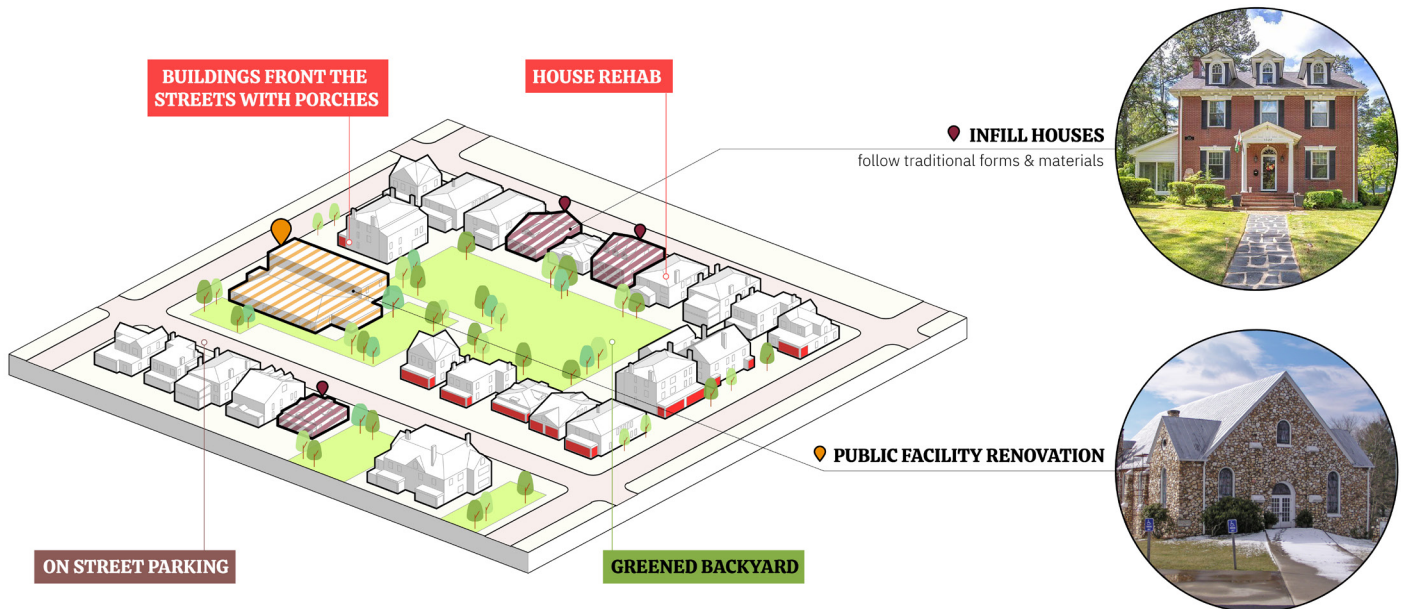 BUILDINGS FRONT THE
STREETS WITH PORCHES
HOUSE REHAB
INFILL HOUSES
follow traditional forms & materials
PUBLIC FACILITY RENOVATION
ON STREET PARKING
GREENED BACKYARD